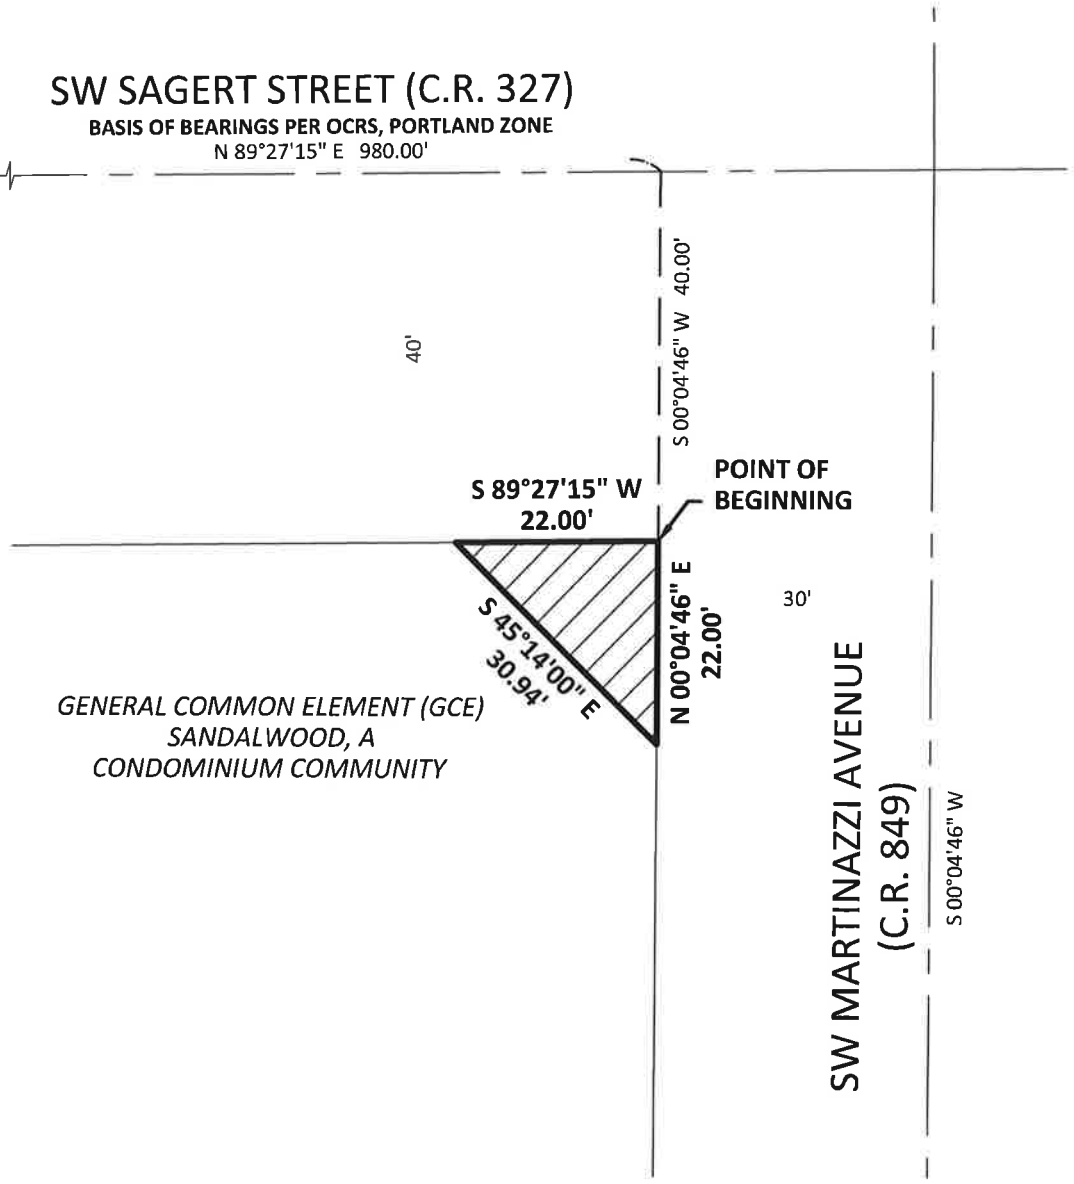 SW SAGERT STREET (C.R. 327)
BASIS OF BEARINGS PER OCRS, PORTLAND ZONE
N 89°27'15" E 980.00'
S 00°04'46" W 40.00'
40'
S 89°27'15" W
22.00'
POINT OF
BEGINNING
N 00°04'46" E
22.00'
30'
S 45°14'00" E
30.94'
GENERAL COMMON ELEMENT (GCE)
SANDALWOOD, A
CONDOMINIUM COMMUNITY
SW MARTINAZZI AVENUE
(C.R. 849)
S 00°04'46" W